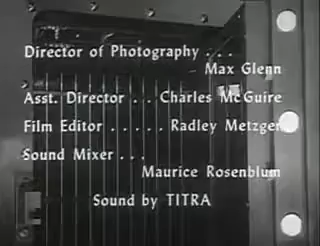 Director of Photography . . .
Max Glenn
Asst. Director . . Charles McGuire
Film Editor . . . . . Radley Metzger
Sound Mixer . . .
Maurice Rosenblum
Sound by TITRA